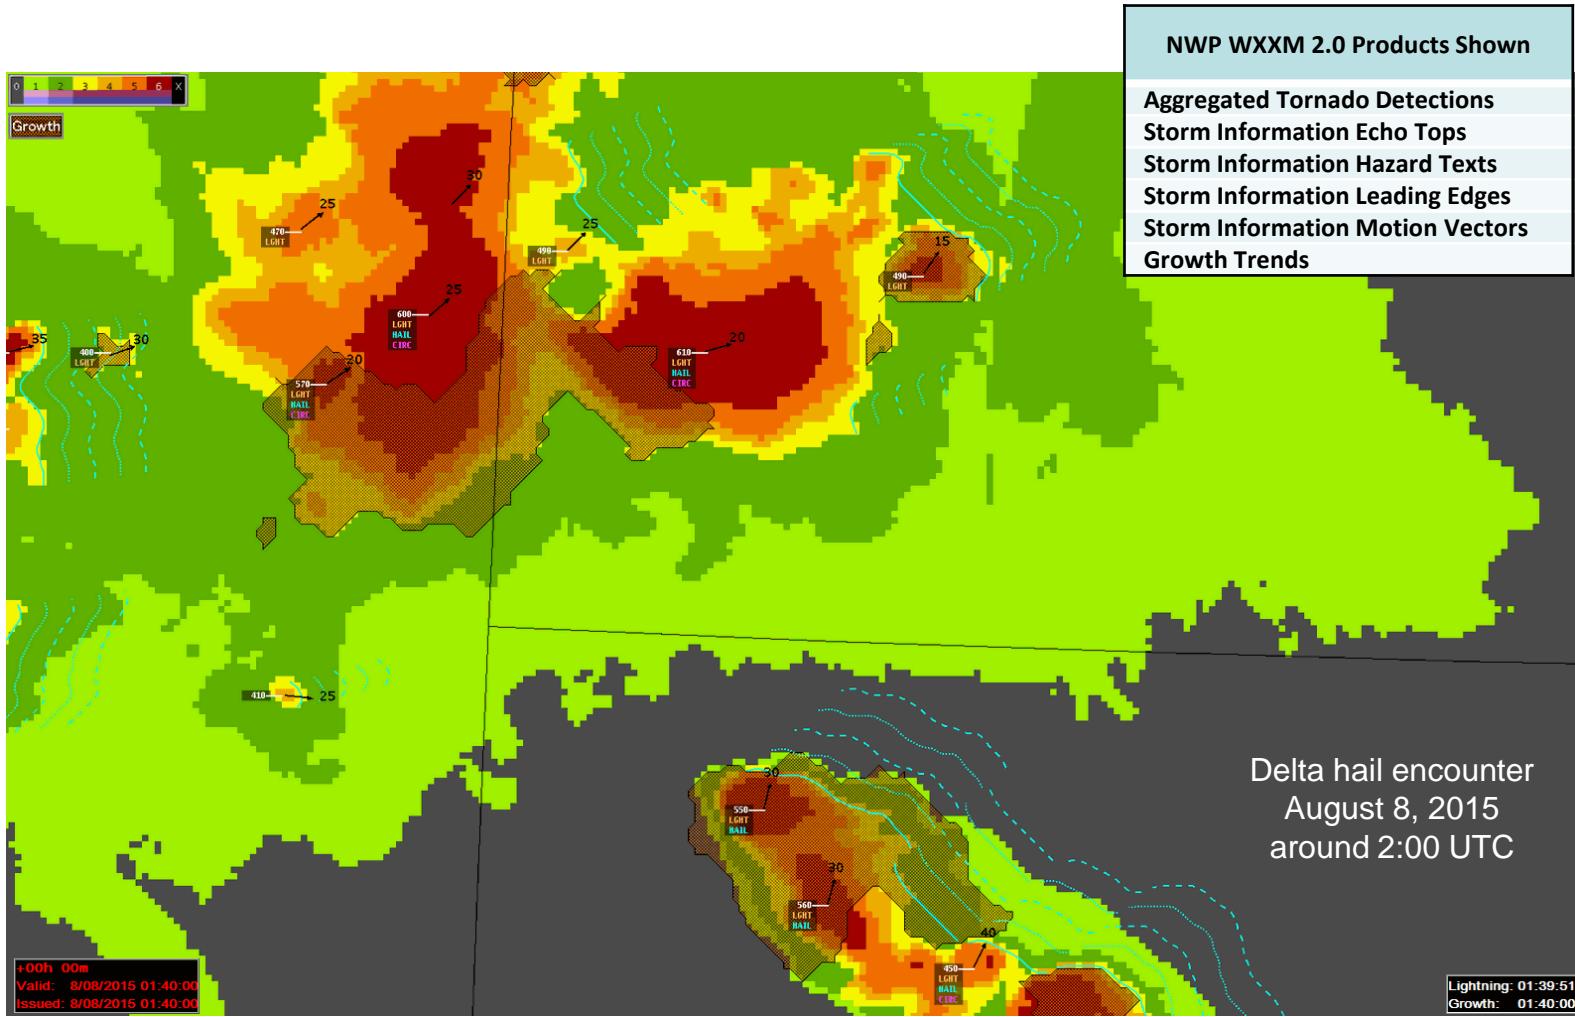 NWP WXXM 2.0 Products Shown
Aggregated Tornado Detections
Storm Information Echo Tops
Storm Information Hazard Texts
Storm Information Leading Edges
Storm Information Motion Vectors
Growth Trends
0 1 2 3 4 5 6 X
Growth
30
25
470
LGHT
25
490
LGHT
15
490
LGHT
25
600
LGHT
HAIL
CIRC
35
30
400
LGHT
20
570
LGHT
HAIL
CIRC
20
610
LGHT
HAIL
CIRC
410
25
30
550
LGHT
HAIL
30
560
LGHT
HAIL
40
450
LGHT
HAIL
CIRC
Delta hail encounter
August 8, 2015
around 2:00 UTC
+00h 00m
Valid: 8/08/2015 01:40:00
Issued: 8/08/2015 01:40:00
Lightning: 01:39:51
Growth: 01:40:00